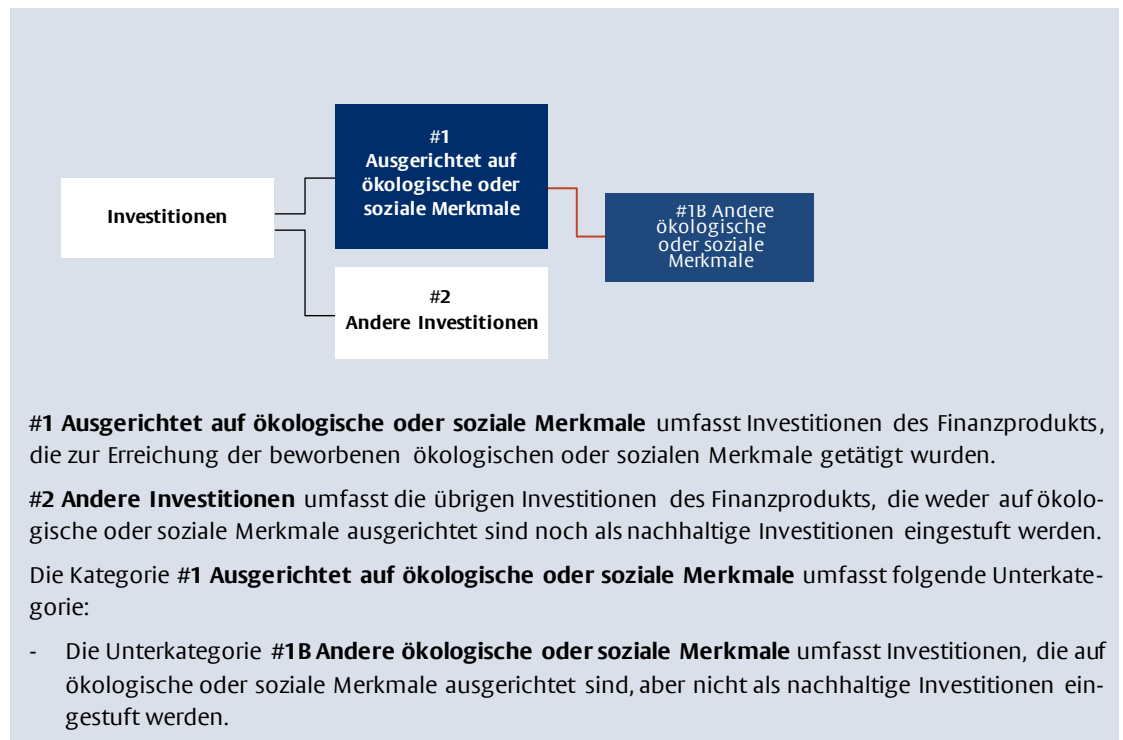 #1
Ausgerichtet auf
ökologische oder
soziale Merkmale
Investitionen
#1B Andere
ökologische
oder soziale
Merkmale
#2
Andere Investitionen
#1 Ausgerichtet auf ökologische oder soziale Merkmale umfasst Investitionen des Finanzprodukts,
die zur Erreichung der beworbenen ökologischen oder sozialen Merkmale getätigt wurden.
#2 Andere Investitionen umfasst die übrigen Investitionen des Finanzprodukts, die weder auf ökolo-
gische oder soziale Merkmale ausgerichtet sind noch als nachhaltige Investitionen eingestuft werden.
Die Kategorie #1 Ausgerichtet auf ökologische oder soziale Merkmale umfasst folgende Unterkate-
gorie:
- Die Unterkategorie #1B Andere ökologische oder soziale Merkmale umfasst Investitionen, die auf
ökologische oder soziale Merkmale ausgerichtet sind, aber nicht als nachhaltige Investitionen ein-
gestuft werden.